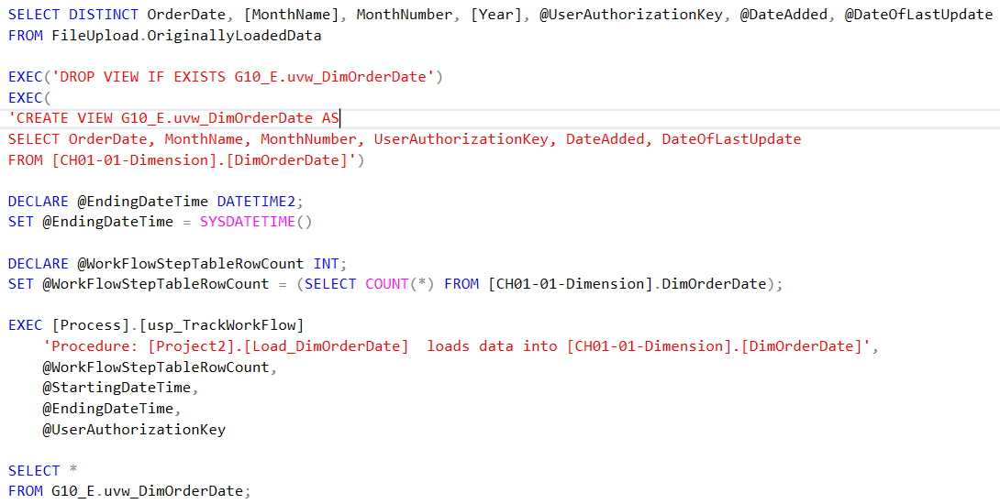 SELECT DISTINCT OrderDate, [MonthName], MonthNumber, [Year], @UserAuthorizationKey, @DateAdded, @DateOfLastUpdate
FROM FileUpload.OriginallyLoadedData
EXEC('DROP VIEW IF EXISTS G10_E.uvw_DimOrderDate')
EXEC(
'CREATE VIEW G10_E.uvw_DimOrderDate AS
SELECT OrderDate, MonthName, MonthNumber, UserAuthorizationKey, DateAdded, DateOfLastUpdate
FROM [CH01-01-Dimension].[DimOrderDate]')
DECLARE @EndingDateTime DATETIME2;
SET @EndingDateTime = SYSDATETIME()
DECLARE @WorkFlowStepTableRowCount INT;
SET @WorkFlowStepTableRowCount = (SELECT COUNT(*) FROM [CH01-01-Dimension].DimOrderDate);
EXEC [Process].[usp_TrackWorkFlow]
'Procedure: [Project2].[Load_DimOrderDate]  loads data into [CH01-01-Dimension].[DimOrderDate]',
@WorkFlowStepTableRowCount,
@StartingDateTime,
@EndingDateTime,
@UserAuthorizationKey
SELECT *
FROM G10_E.uvw_DimOrderDate;